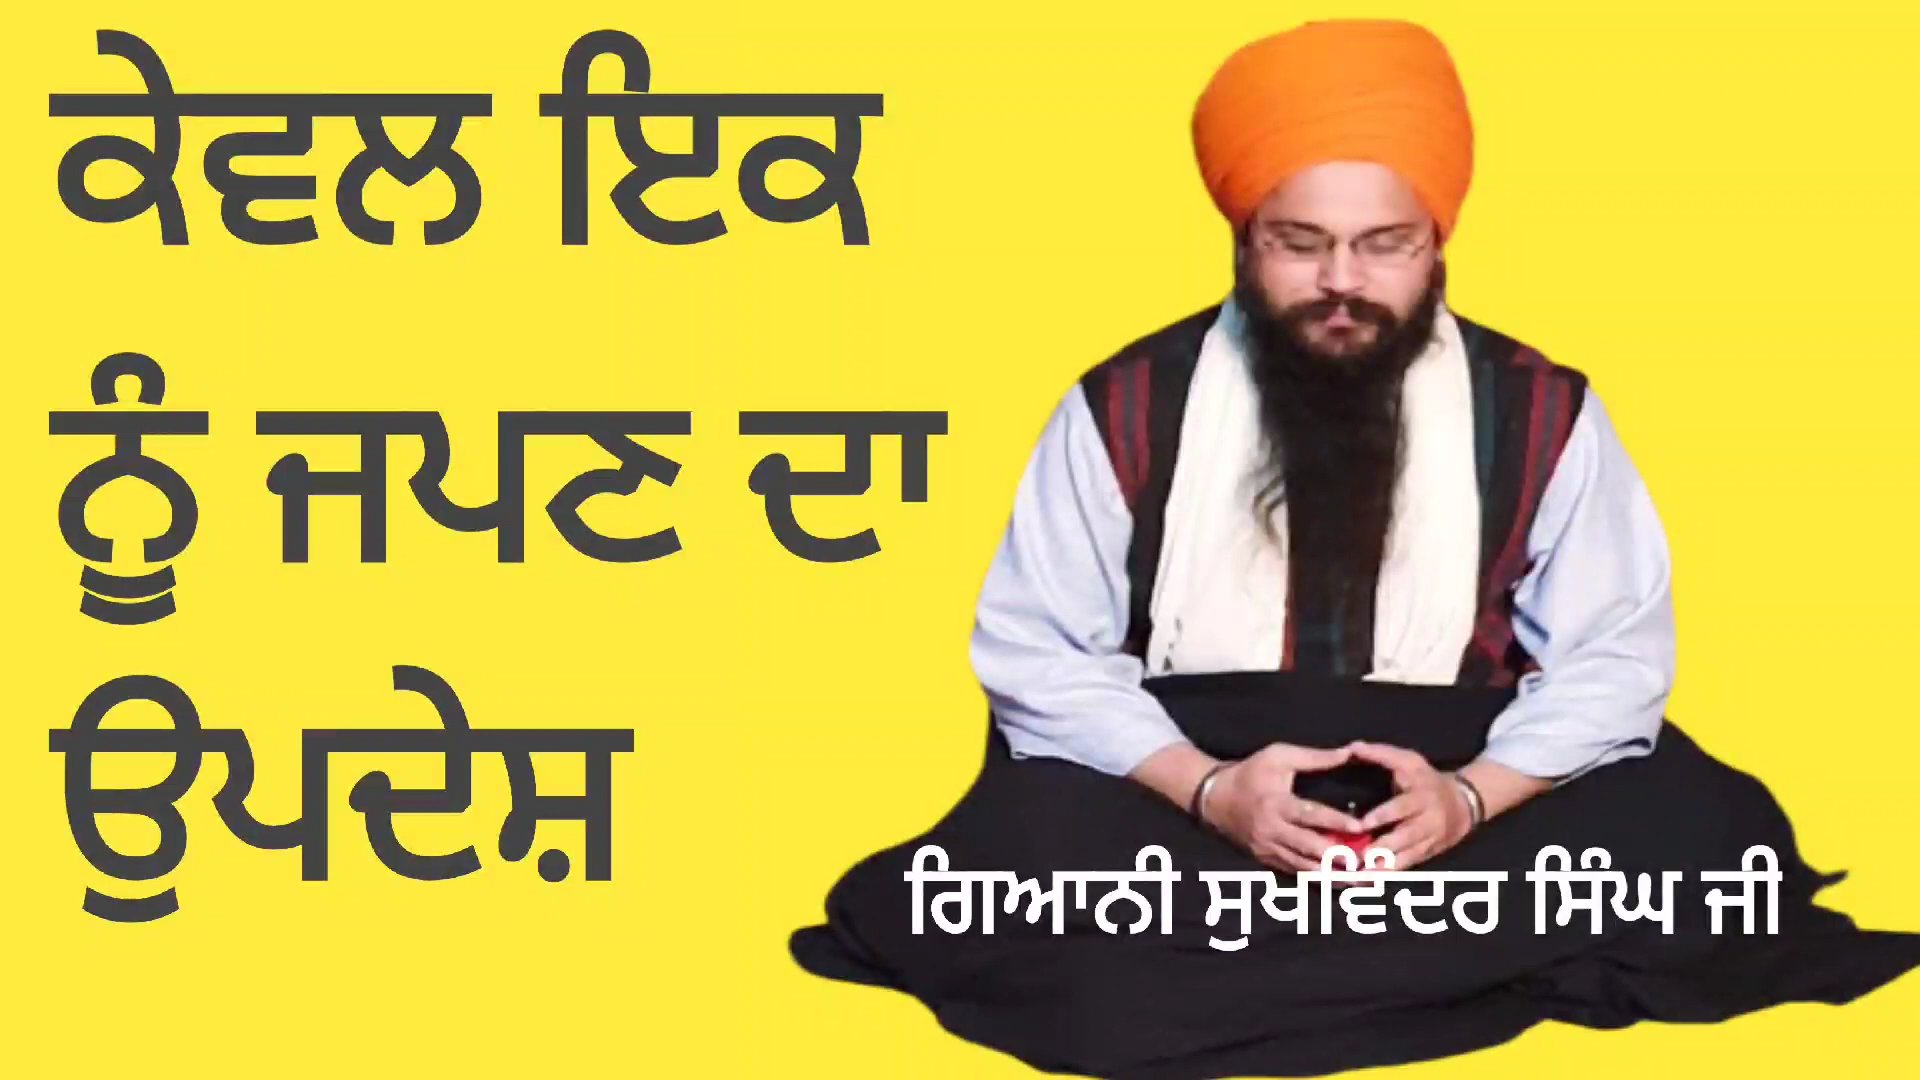 ਕੇਵਲ ਇਕ
ਨੂੰ ਜਪਣ ਦਾ
ਉਪਦੇਸ਼
ਗਿਆਨੀ ਸੁਖਵਿੰਦਰ ਸਿੰਘ ਜੀ